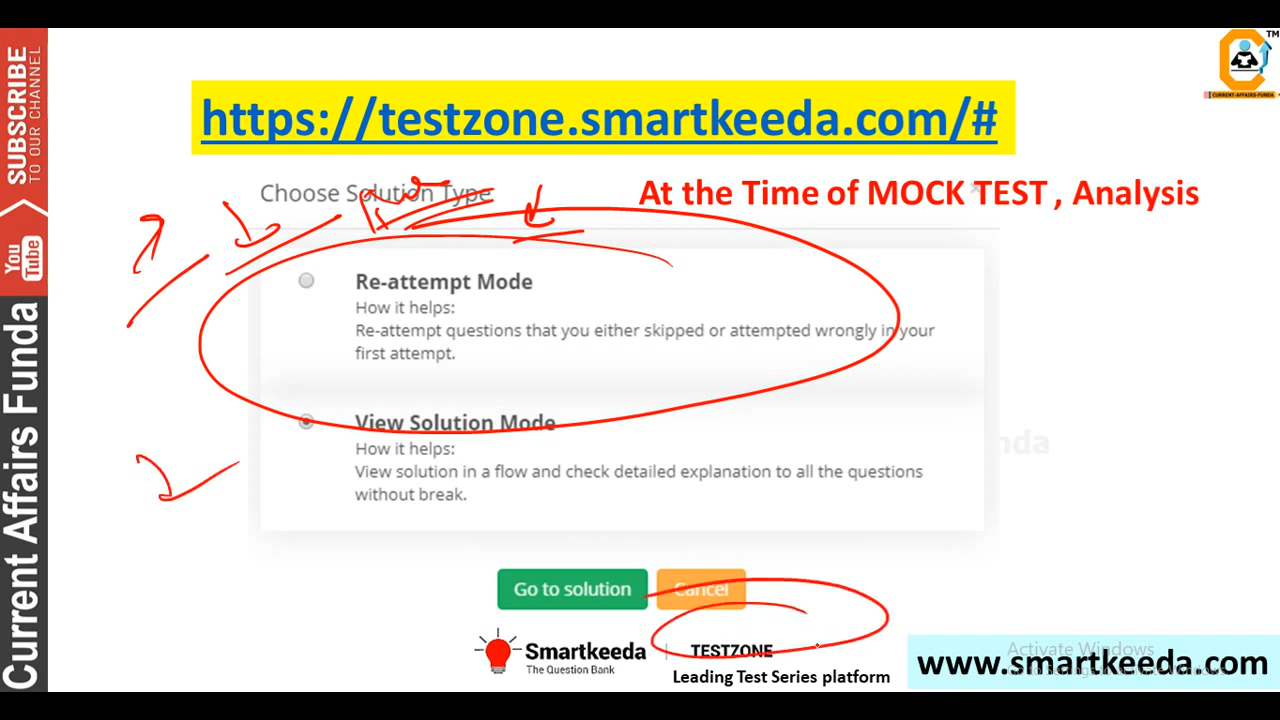 SUBSCRIBE
TO OUR CHANNEL
You
Tube
Current Affairs Funda
TM
CURRENT-AFFAIRS-FUNDA
https://testzone.smartkeeda.com/#
Choose Solution Type
At the Time of MOCK TEST , Analysis
Re-attempt Mode
How it helps:
Re-attempt questions that you either skipped or attempted wrongly in your
first attempt.
View Solution Mode
How it helps:
View solution in a flow and check detailed explanation to all the questions
without break.
Go to solution
Cancel
Smartkeeda
The Question Bank
TESTZONE
Leading Test Series platform
Activate Windows
www.smartkeeda.com